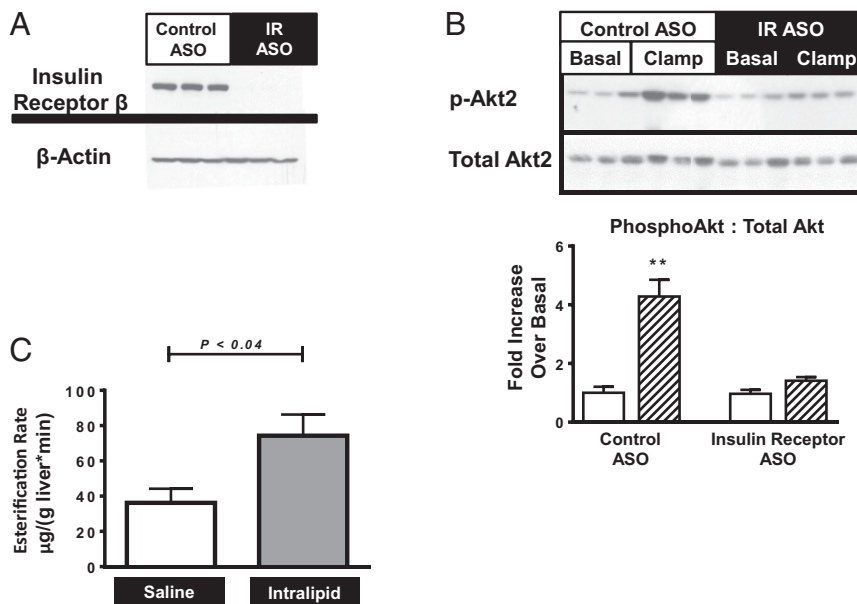 A
Control ASO
IR ASO
Insulin Receptor β
β-Actin
B
Control ASO
IR ASO
Basal
Clamp
Basal
Clamp
p-Akt2
Total Akt2
PhosphoAkt : Total Akt
Fold Increase Over Basal
6
4
2
0
Control ASO
Insulin Receptor ASO
**
C
P < 0.04
Esterification Rate
µg/(g liver*min)
100
80
60
40
20
0
Saline
Intralipid